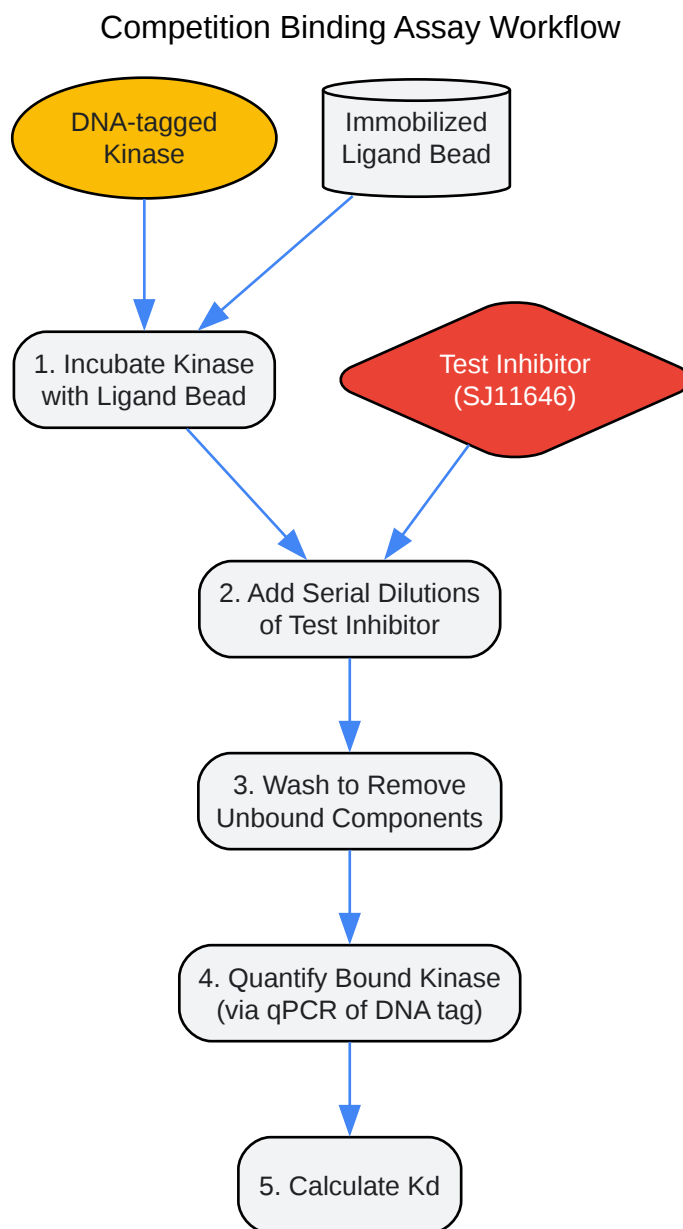 Competition Binding Assay Workflow
DNA-tagged
Kinase
Immobilized
Ligand Bead
1. Incubate Kinase
with Ligand Bead
Test Inhibitor
(SJ11646)
2. Add Serial Dilutions
of Test Inhibitor
3. Wash to Remove
Unbound Components
4. Quantify Bound Kinase
(via qPCR of DNA tag)
5. Calculate Kd